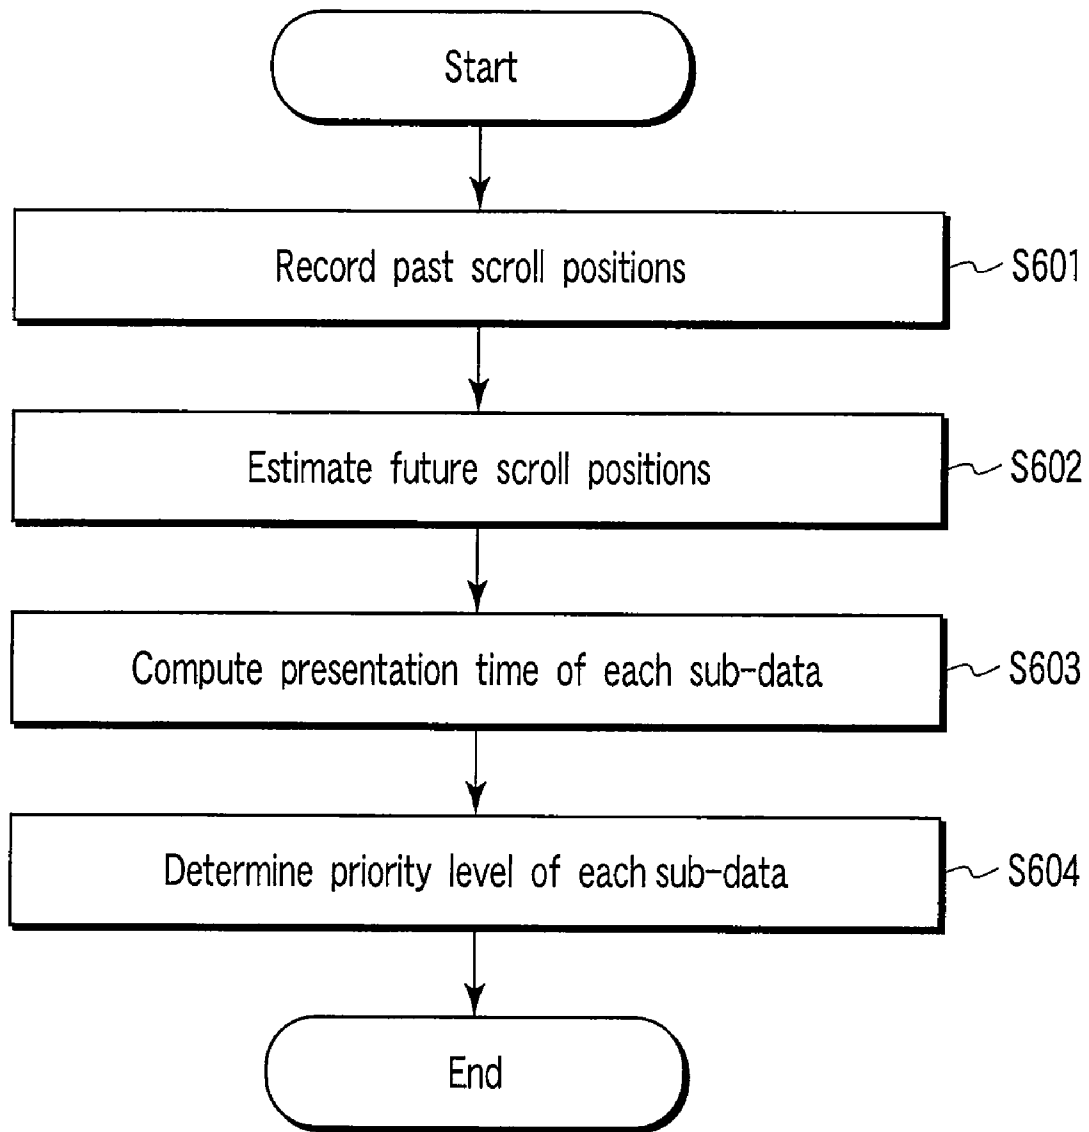 Start
Record past scroll positions
S601
Estimate future scroll positions
S602
Compute presentation time of each sub-data
S603
Determine priority level of each sub-data
S604
End